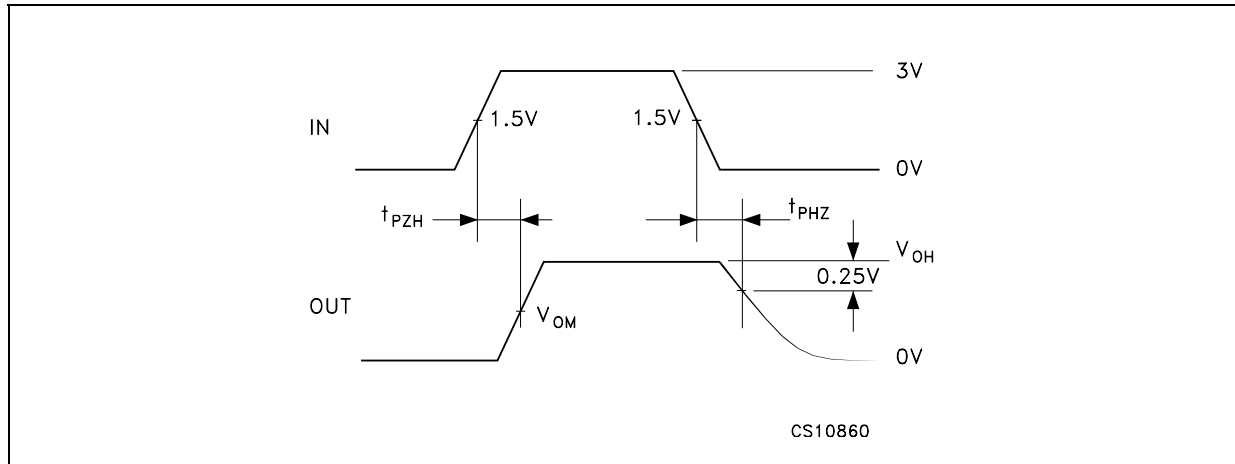 3V
1.5V
1.5V
IN
0V
tPZH
tPHZ
VOH
0.25V
OUT
VOM
0V
CS10860